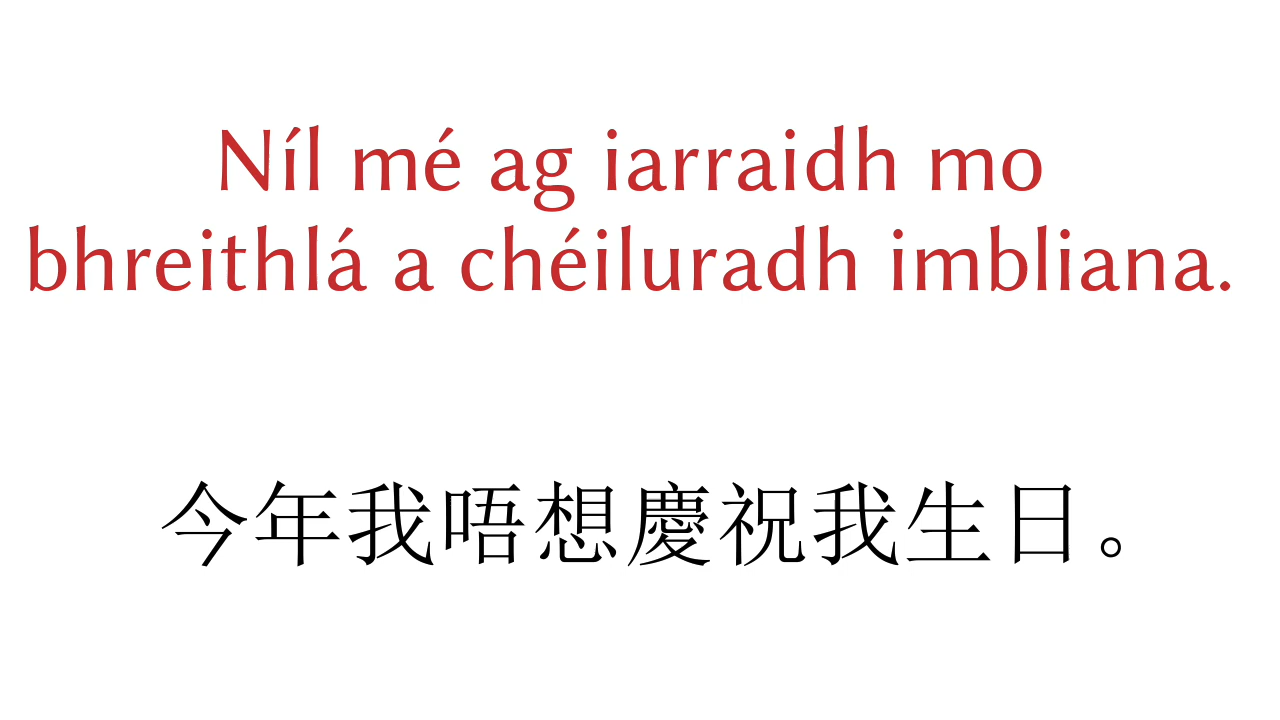 Níl mé ag iarraidh mo
bhreithlá a chéiluradh imbliana.
今年我唔想慶祝我生日。